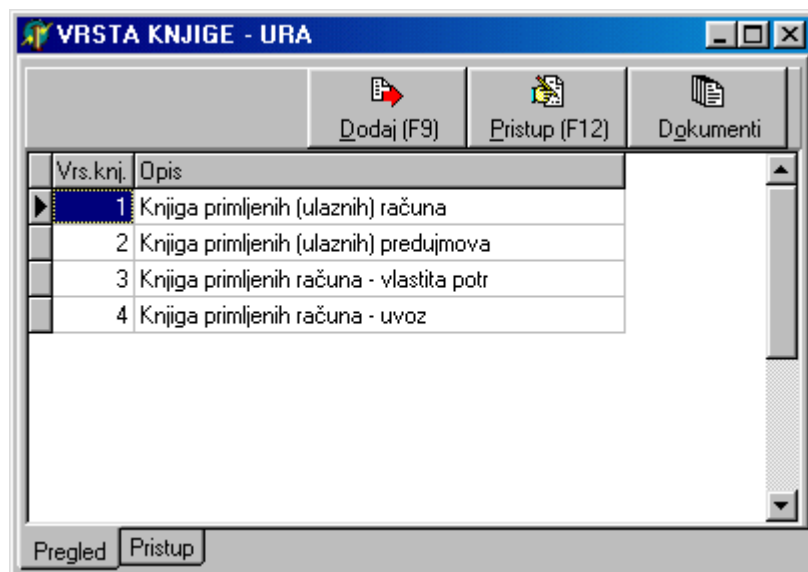 VRSTA KNJIGE - URA
Dodaj (F9) Pristup (F12) Dokumenti
Vrs.knj. Opis
1 Knjiga primljenih (ulaznih) računa
2 Knjiga primljenih (ulaznih) predujmova
3 Knjiga primljenih računa - vlastita potr
4 Knjiga primljenih računa - uvoz
Pregled Pristup